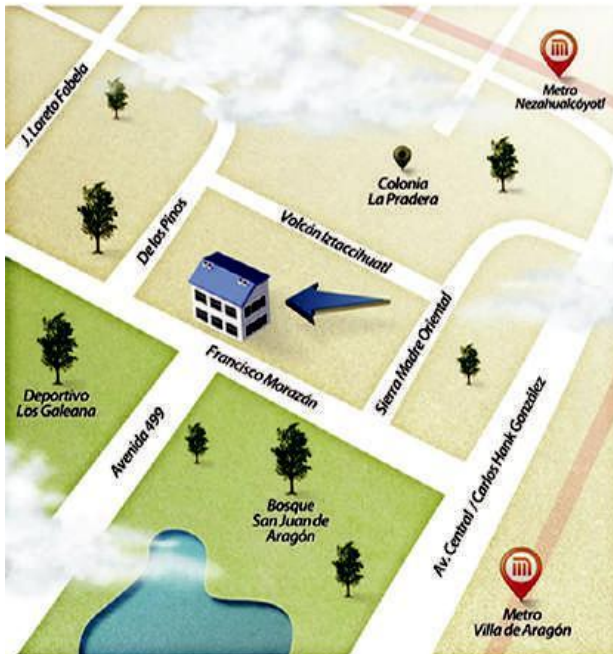 J. Loreto Fabela
Metro
Nezahualcóyotl
Colonia
La Pradera
De los Pinos
Volcán Iztaccihuatl
Sierra Madre Oriental
Francisco Morazán
Deportivo
Los Galeana
Avenida 499
Av. Central / Carlos Hank González
Bosque
San Juan de
Aragón
Metro
Villa de Aragón